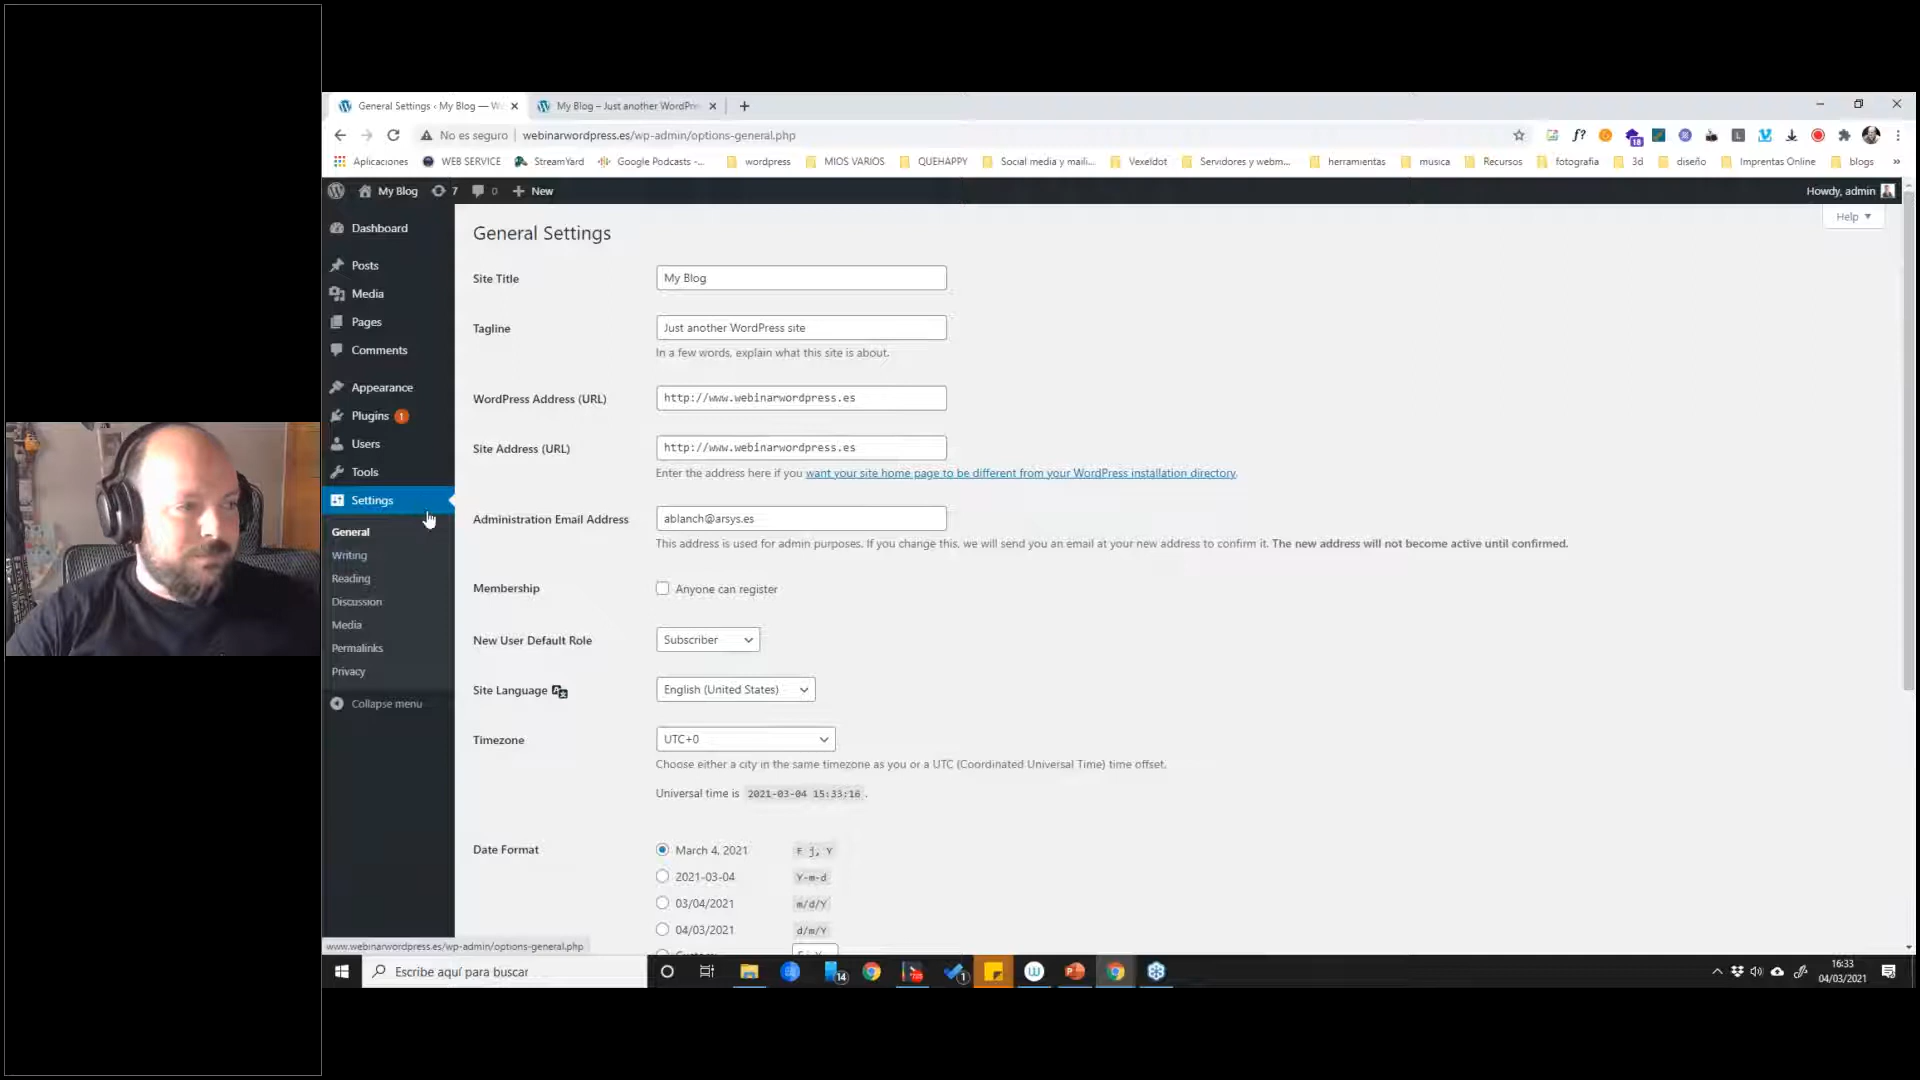 General Settings ‹ My Blog — W
My Blog – Just another WordPre
No es seguro
webinarwordpress.es/wp-admin/options-general.php
Aplicaciones
WEB SERVICE
StreamYard
Google Podcasts -...
wordpress
MIOS VARIOS
QUEHAPPY
Social media y maili...
Vexeldot
Servidores y webm...
herramientas
musica
Recursos
fotografia
3d
diseño
Imprentas Online
blogs
My Blog
7
0
New
Howdy, admin
Help
Dashboard
Posts
Media
Pages
Comments
Appearance
Plugins 1
Users
Tools
Settings
General
Writing
Reading
Discussion
Media
Permalinks
Privacy
Collapse menu
General Settings
Site Title
My Blog
Tagline
Just another WordPress site
In a few words, explain what this site is about.
WordPress Address (URL)
http://www.webinarwordpress.es
Site Address (URL)
http://www.webinarwordpress.es
Enter the address here if you want your site home page to be different from your WordPress installation directory.
Administration Email Address
ablanch@arsys.es
This address is used for admin purposes. If you change this, we will send you an email at your new address to confirm it. The new address will not become active until confirmed.
Membership
Anyone can register
New User Default Role
Subscriber
Site Language
English (United States)
Timezone
UTC+0
Choose either a city in the same timezone as you or a UTC (Coordinated Universal Time) time offset.
Universal time is 2021-03-04 15:33:16 .
Date Format
March 4, 2021
F j, Y
2021-03-04
Y-m-d
03/04/2021
m/d/Y
04/03/2021
d/m/Y
www.webinarwordpress.es/wp-admin/options-general.php
Escribe aquí para buscar
14
1
16:33
04/03/2021